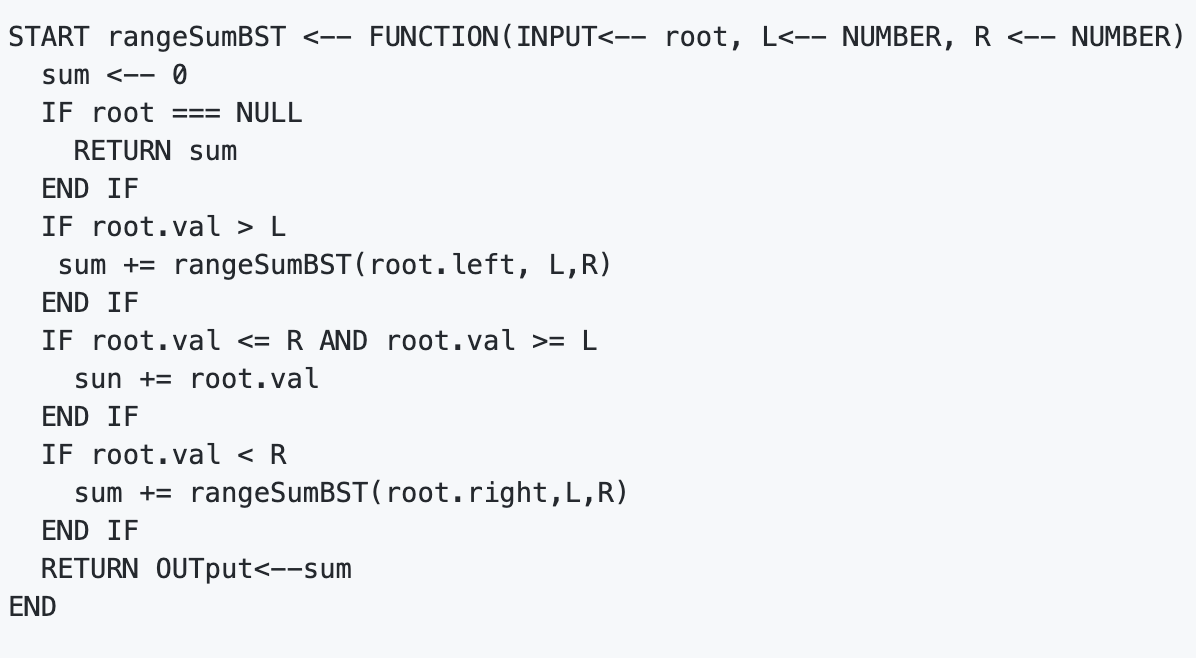 START rangeSumBST <-- FUNCTION(INPUT<-- root, L<-- NUMBER, R <-- NUMBER)
  sum <-- 0
  IF root === NULL
    RETURN sum
  END IF
  IF root.val > L
   sum += rangeSumBST(root.left, L,R)
  END IF
  IF root.val <= R AND root.val >= L
    sun += root.val
  END IF
  IF root.val < R
    sum += rangeSumBST(root.right,L,R)
  END IF
  RETURN OUTput<--sum
END